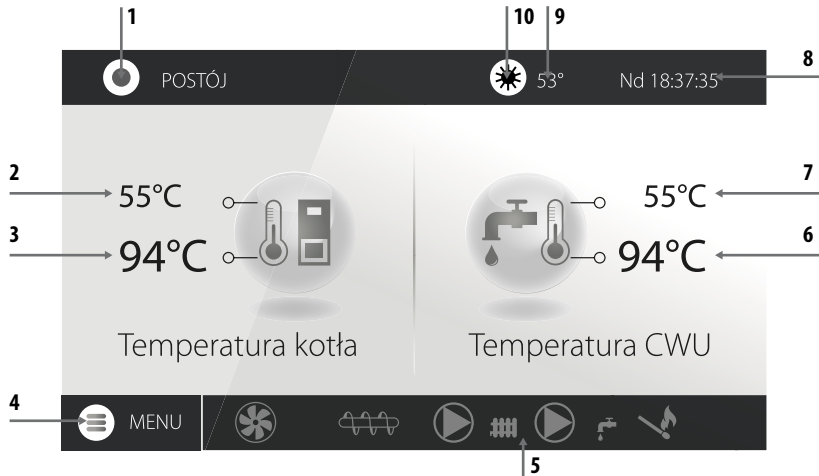 1 10 9
POSTÓJ 53° Nd 18:37:35 8
2 55°C 55°C 7
3 94°C 94°C 6
Temperatura kotła Temperatura CWU
4 MENU
5